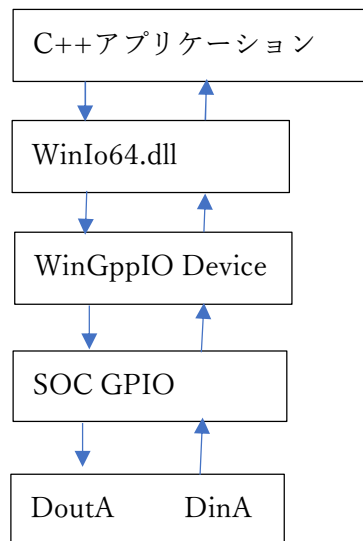 C++アプリケーション
WinIo64.dll
WinGppIO Device
SOC GPIO
DoutA DinA